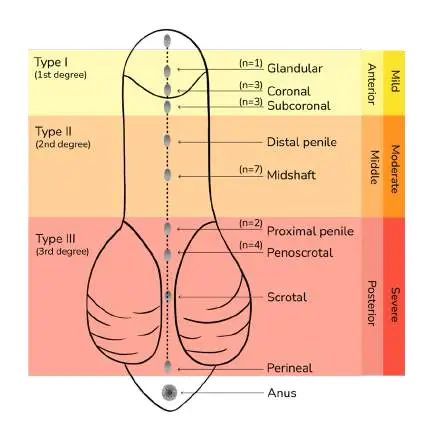 Type I
(1st degree)
(n=1) Glandular
(n=3) Coronal
(n=3) Subcoronal
Anterior
Mild
Type II
(2nd degree)
Distal penile
(n=7) Midshaft
Middle
Moderate
Type III
(3rd degree)
(n=2) Proximal penile
(n=4) Penoscrotal
Scrotal
Perineal
Posterior
Severe
Anus